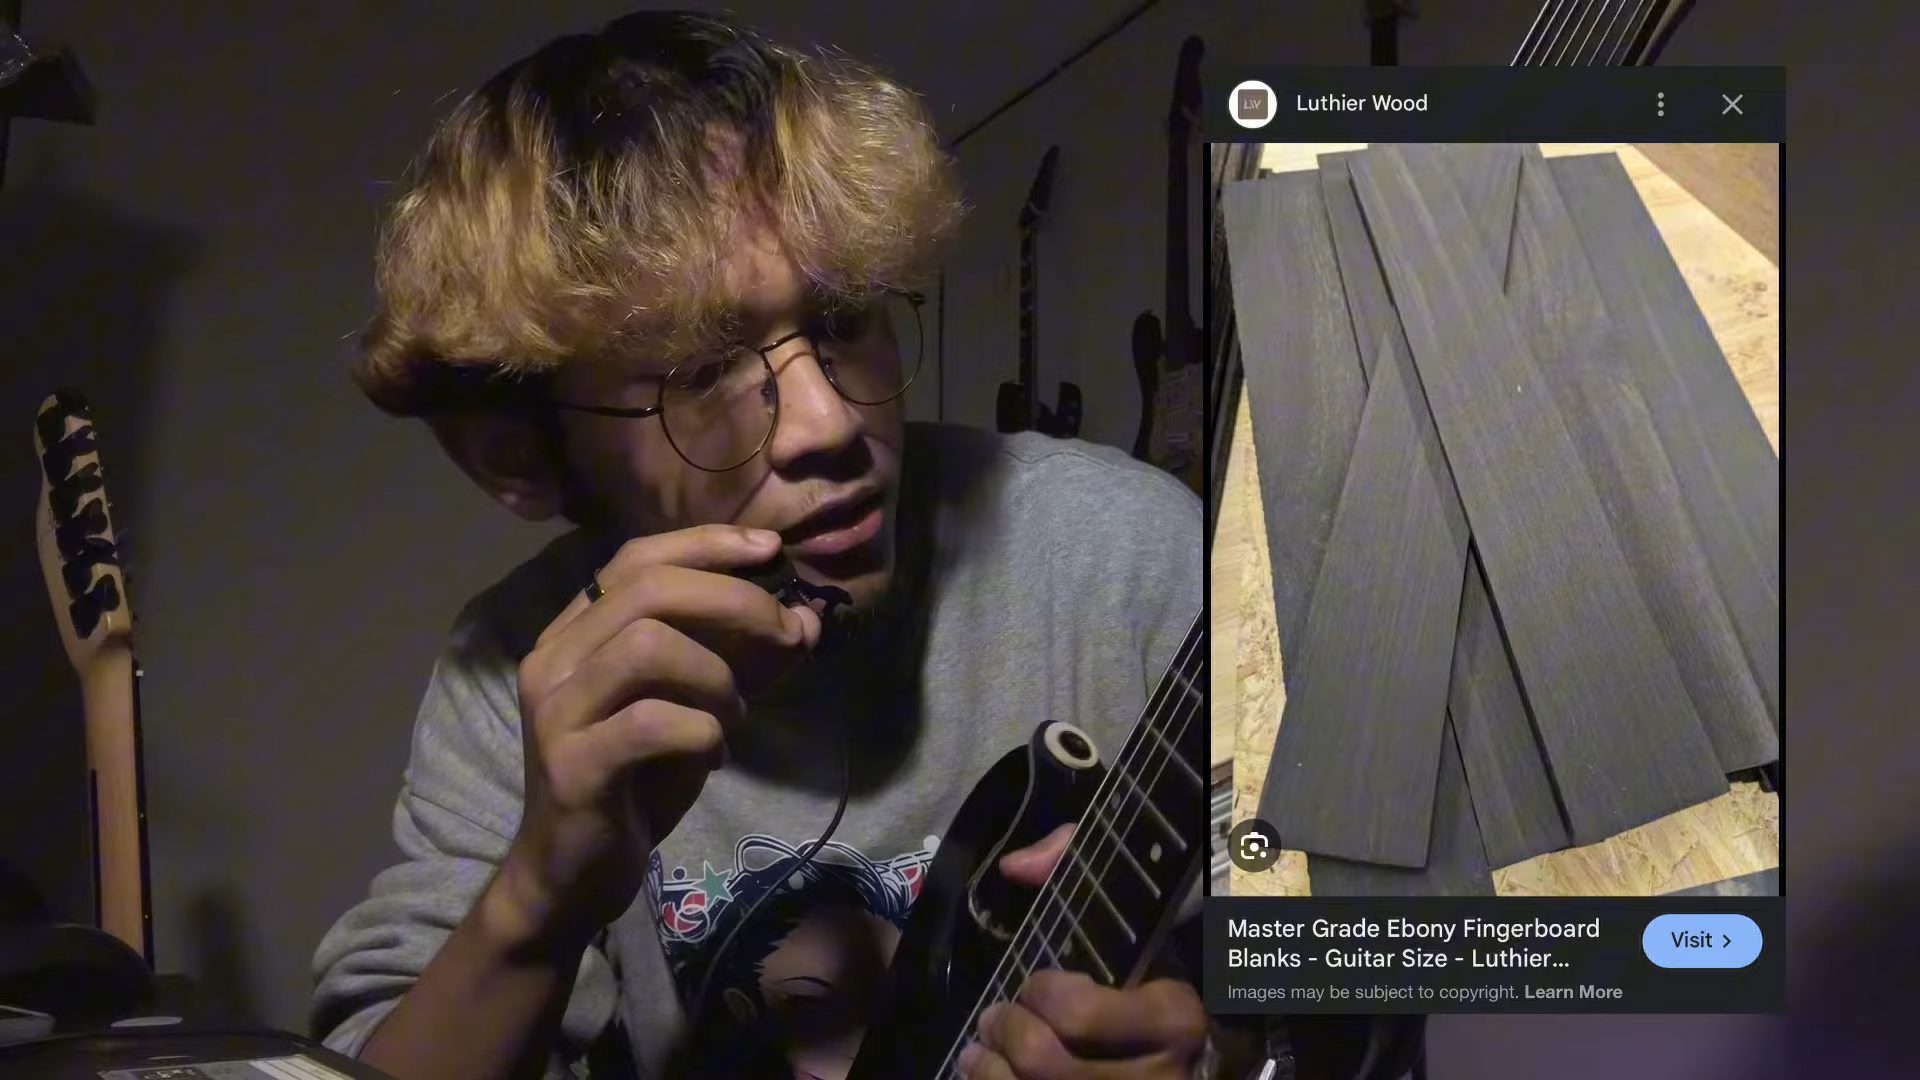 LW
Luthier Wood
Master Grade Ebony Fingerboard
Blanks - Guitar Size - Luthier...
Visit
Images may be subject to copyright. Learn More